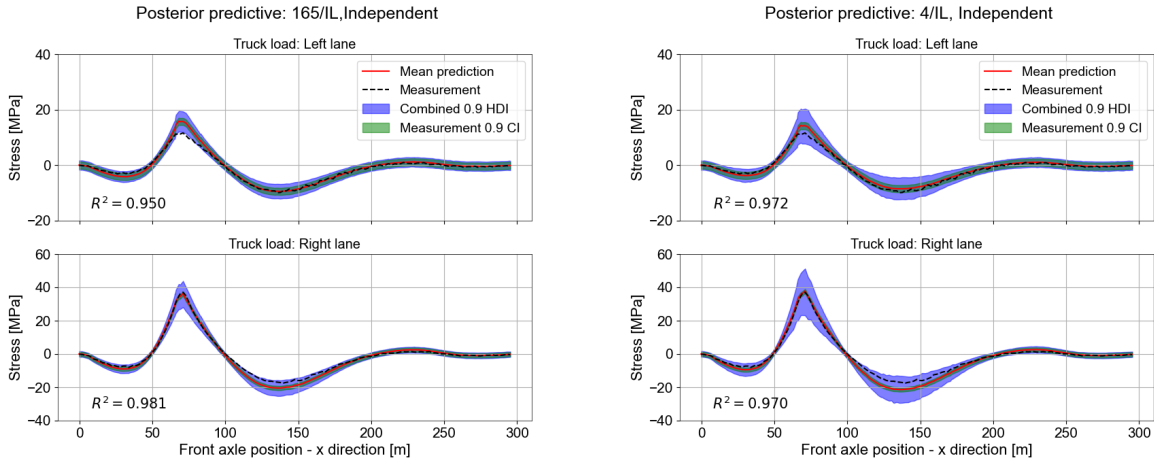 Posterior predictive: 165/IL,Independent
Truck load: Left lane
Stress [MPa]
40
20
0
−20
Mean prediction
Measurement
Combined 0.9 HDI
Measurement 0.9 CI
R² = 0.950
Truck load: Right lane
Stress [MPa]
60
40
20
0
−20
−40
R² = 0.981
0 50 100 150 200 250 300
Front axle position - x direction [m]
Posterior predictive: 4/IL, Independent
Truck load: Left lane
Stress [MPa]
40
20
0
−20
Mean prediction
Measurement
Combined 0.9 HDI
Measurement 0.9 CI
R² = 0.972
Truck load: Right lane
Stress [MPa]
60
40
20
0
−20
−40
R² = 0.970
0 50 100 150 200 250 300
Front axle position - x direction [m]